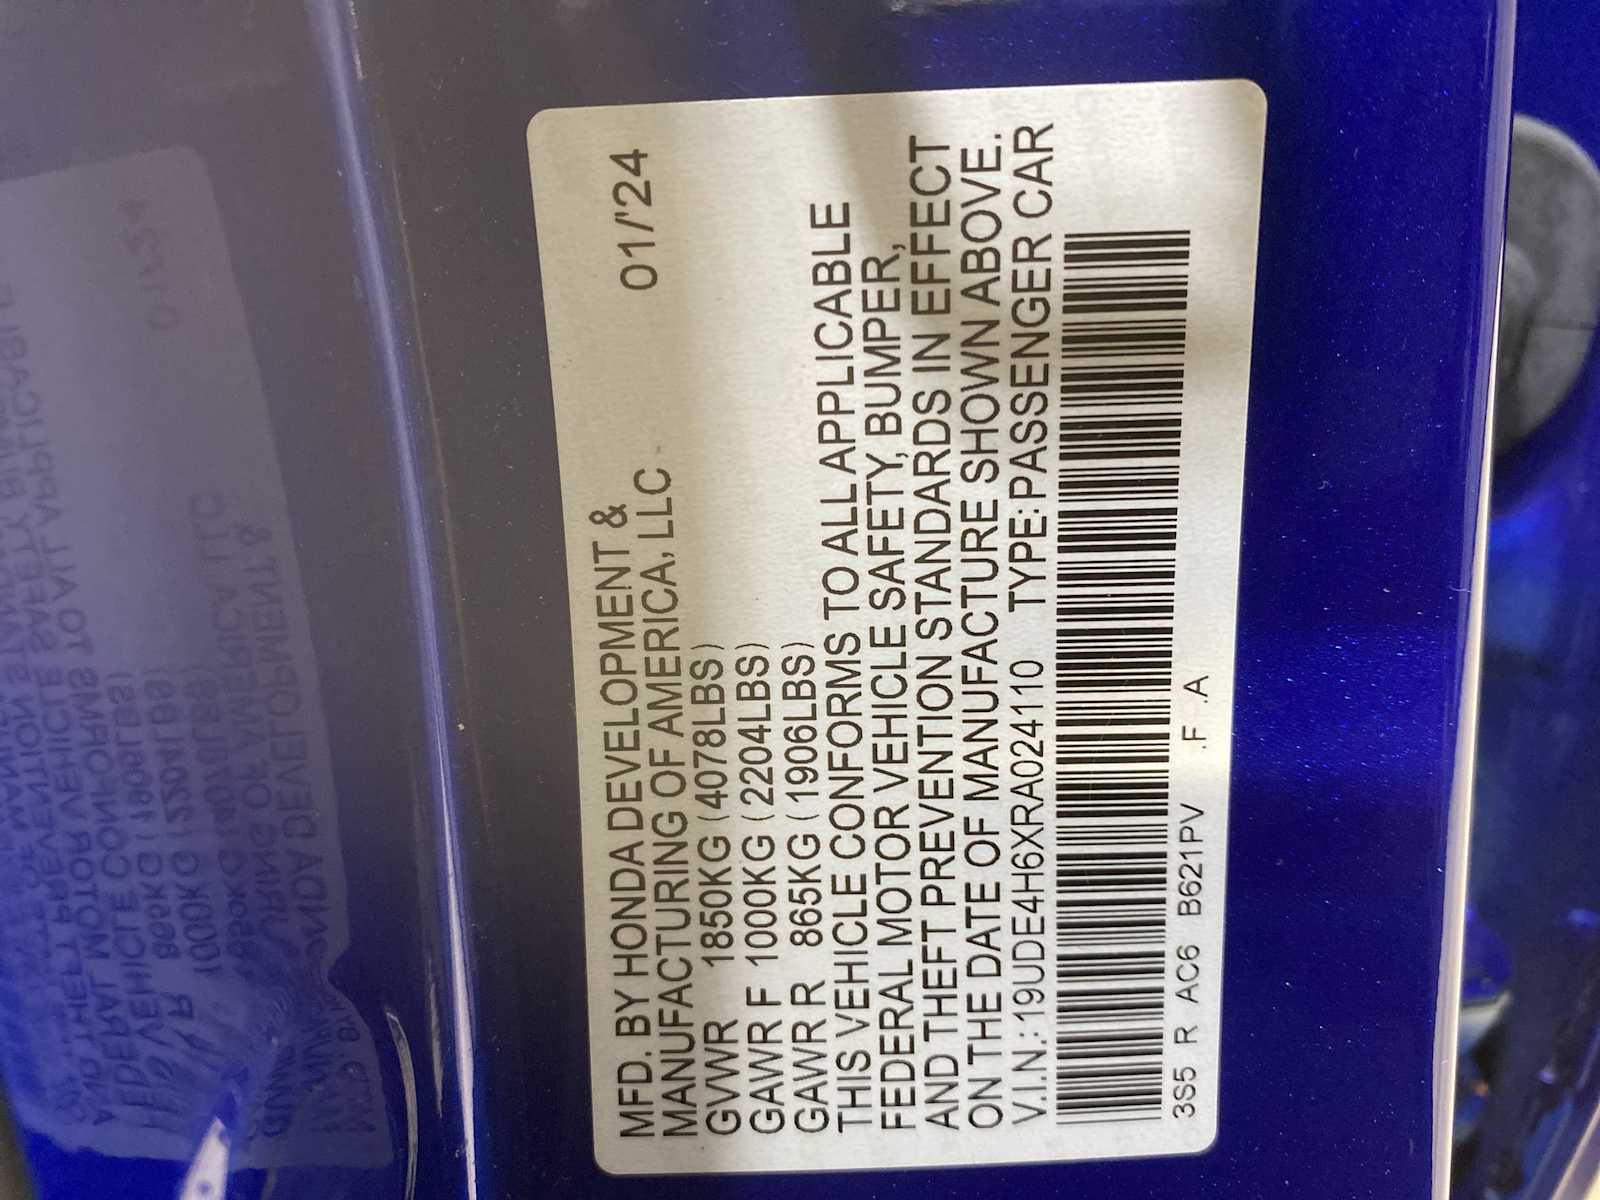 MFD. BY HONDA DEVELOPMENT &
MANUFACTURING OF AMERICA, LLC 01/'24
GVWR 1850KG (4078LBS)
GAWR F 1000KG (2204LBS)
GAWR R 865KG (1906LBS)
THIS VEHICLE CONFORMS TO ALL APPLICABLE
FEDERAL MOTOR VEHICLE SAFETY, BUMPER,
AND THEFT PREVENTION STANDARDS IN EFFECT
ON THE DATE OF MANUFACTURE SHOWN ABOVE.
V.I.N.: 19UDE4H6XRA024110 TYPE: PASSENGER CAR
3S5 R AC6 B621PV .F .A